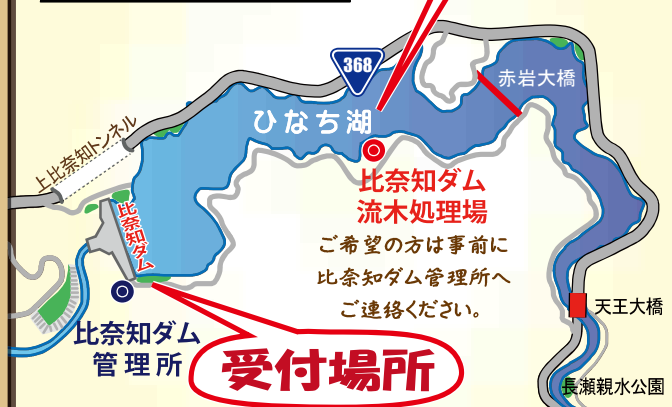 368
赤岩大橋
ひなち湖
上比奈知トンネル
比奈知ダム
流木処理場
比奈知ダム
ご希望の方は事前に
比奈知ダム管理所へ
ご連絡ください。
天王大橋
比奈知ダム
管理所
受付場所
長瀬親水公園